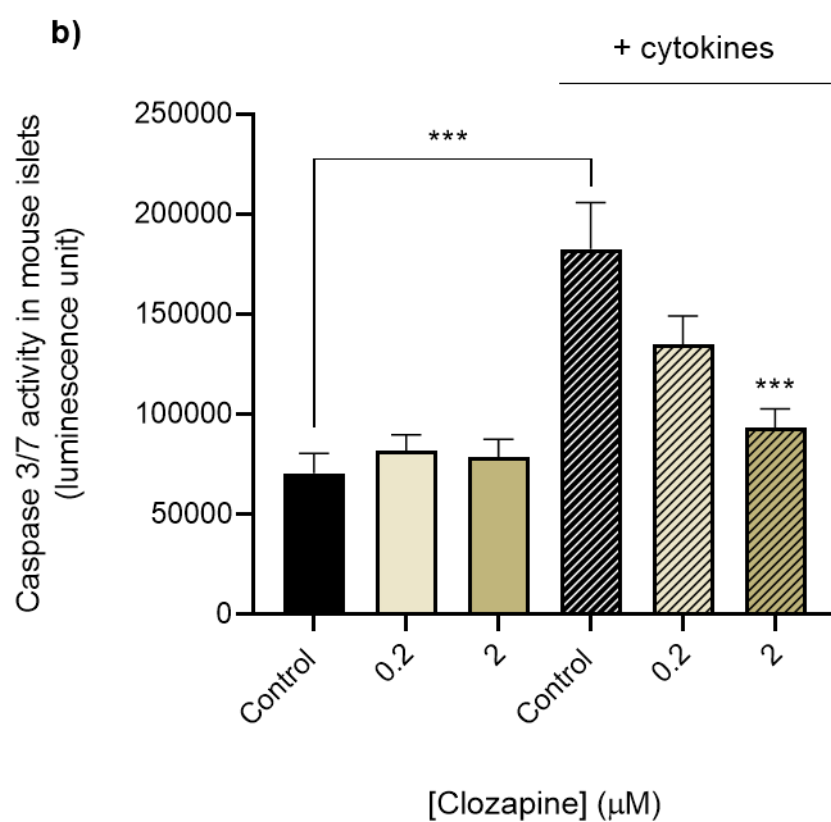 b)
+ cytokines
Caspase 3/7 activity in mouse islets
(luminescence unit)
250000
200000
150000
100000
50000
0
***
***
Control
0.2
2
Control
0.2
2
[Clozapine] (μM)